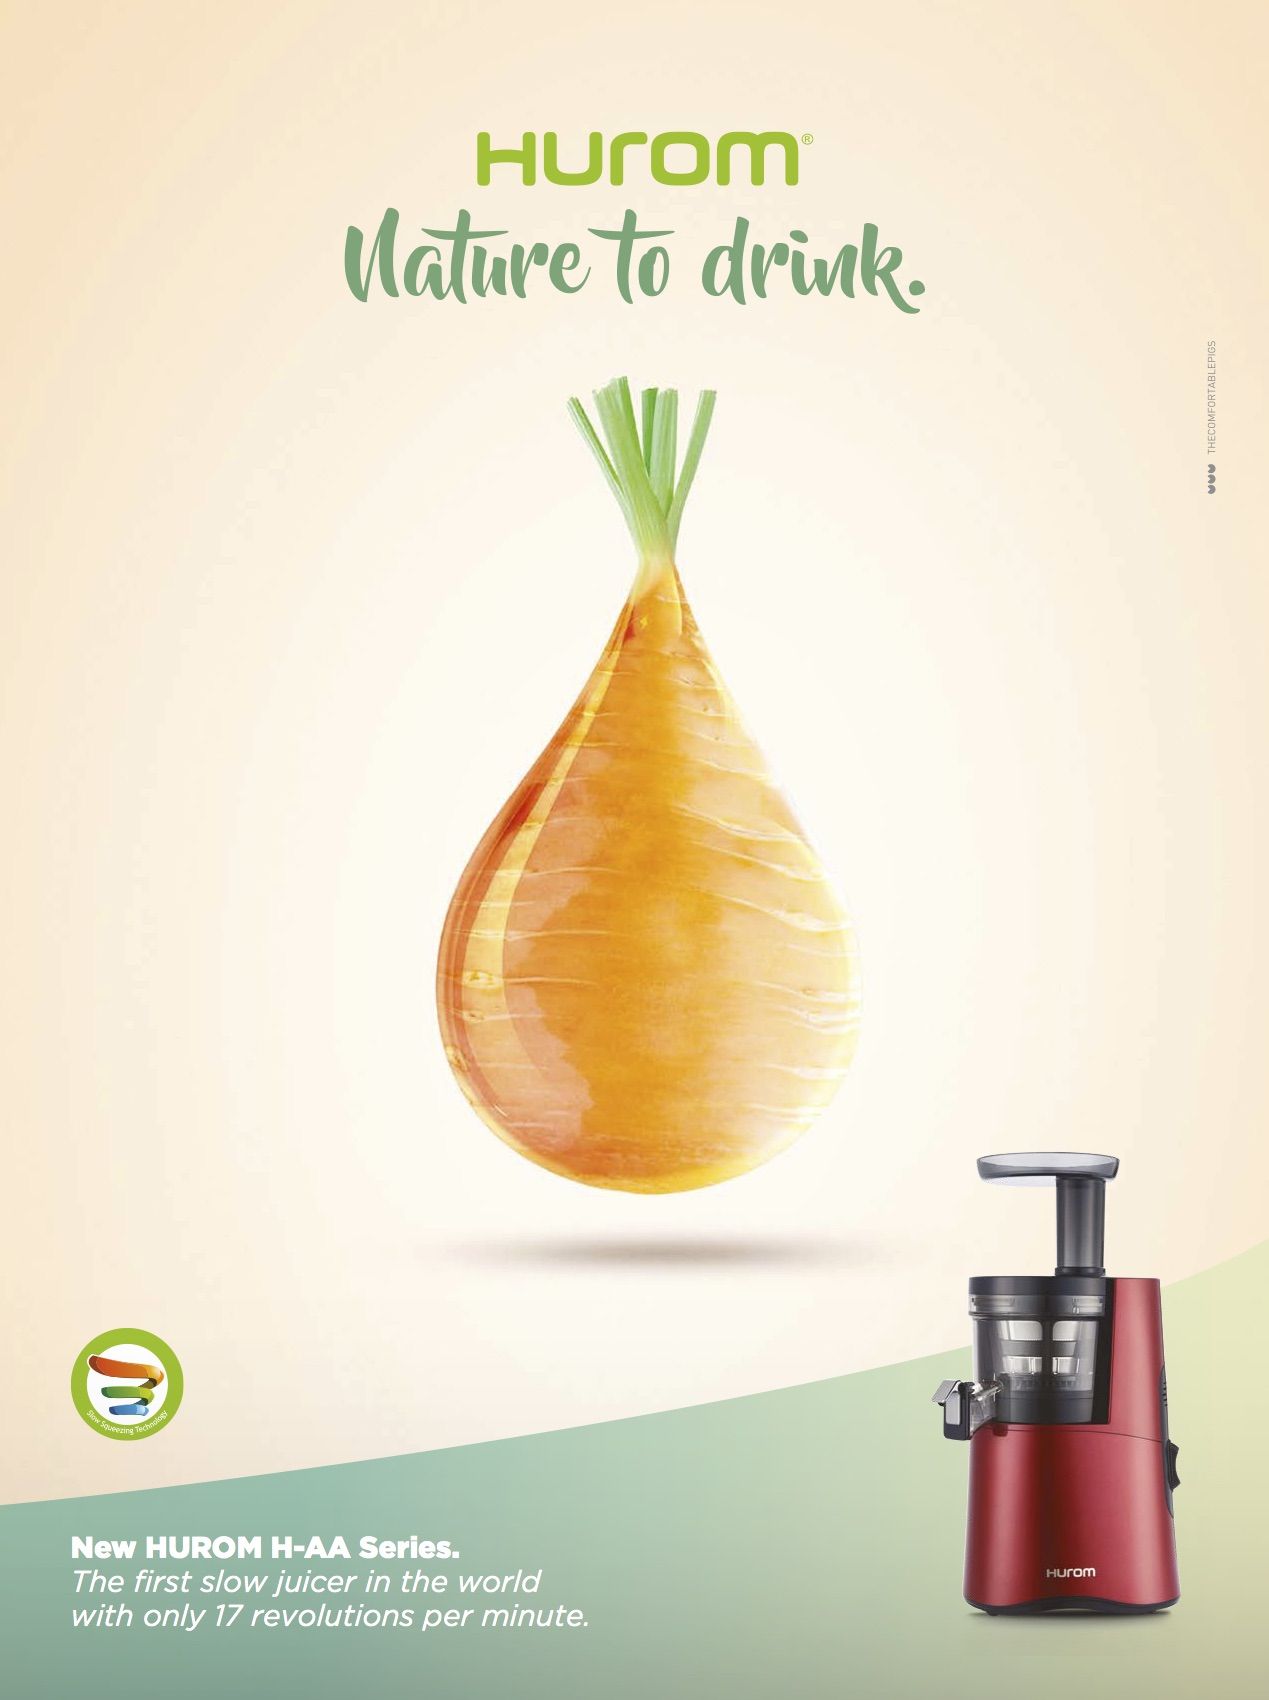 HUROM®
Nature to drink.
THECOMFORTABLEPIGS
Slow Squeezing Technology
New HUROM H-AA Series.
The first slow juicer in the world
with only 17 revolutions per minute.
HUROM